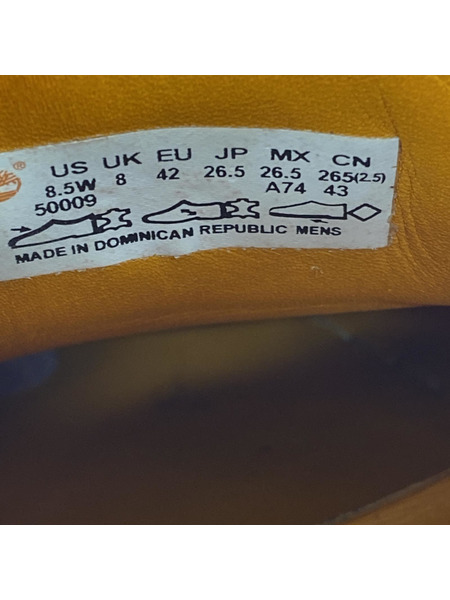 ®
US UK EU JP MX CN
8.5W 8 42 26.5 26.5 265(2.5)
50009 A74 43
MADE IN DOMINICAN REPUBLIC MENS